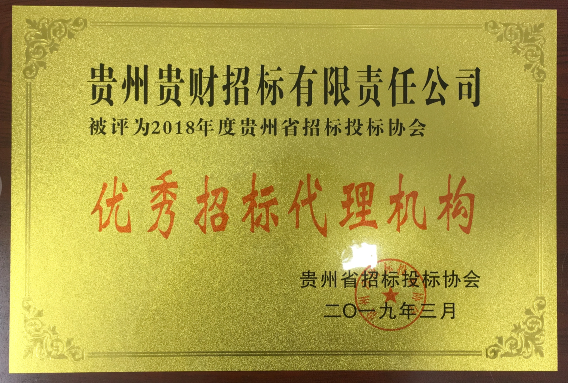 贵州贵财招标有限责任公司
被评为2018年度贵州省招标投标协会
优秀招标代理机构
贵州省招标投标协会
二〇一九年三月